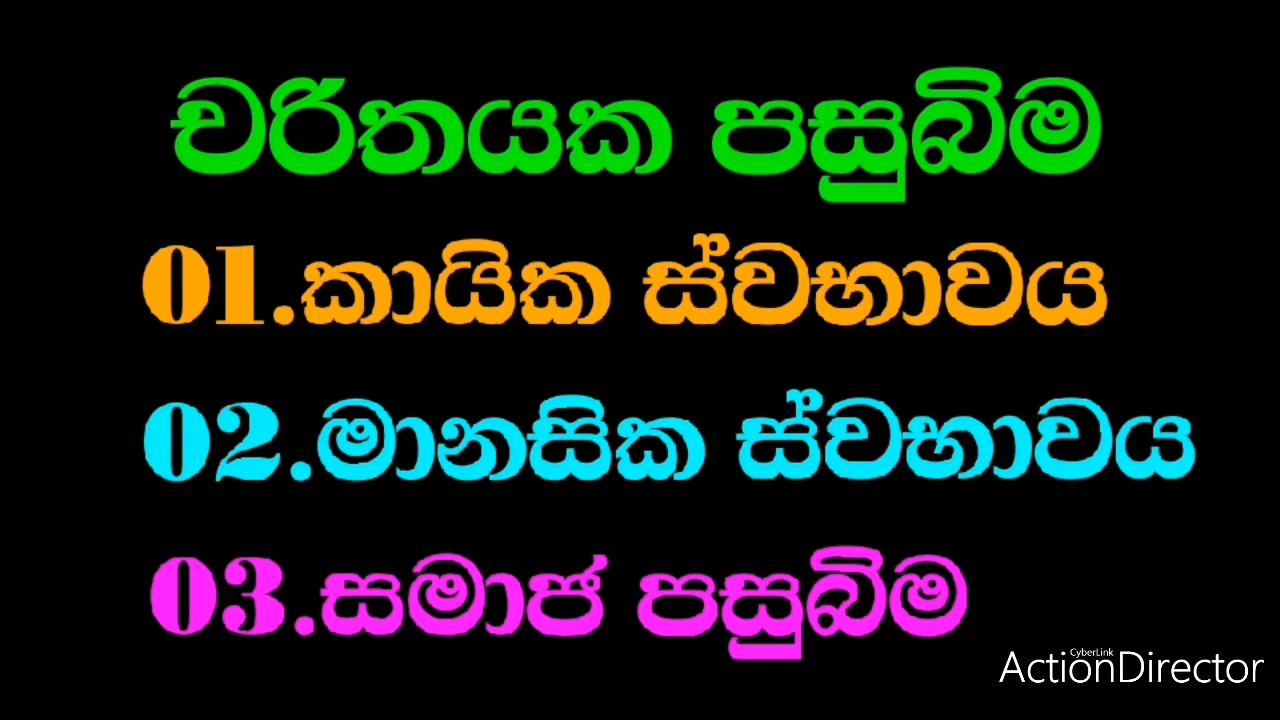 චරිතයක පසුබිම
01.කායික ස්වභාවය
02.මානසික ස්වභාවය
03.සමාජ පසුබිම
CyberLink
ActionDirector